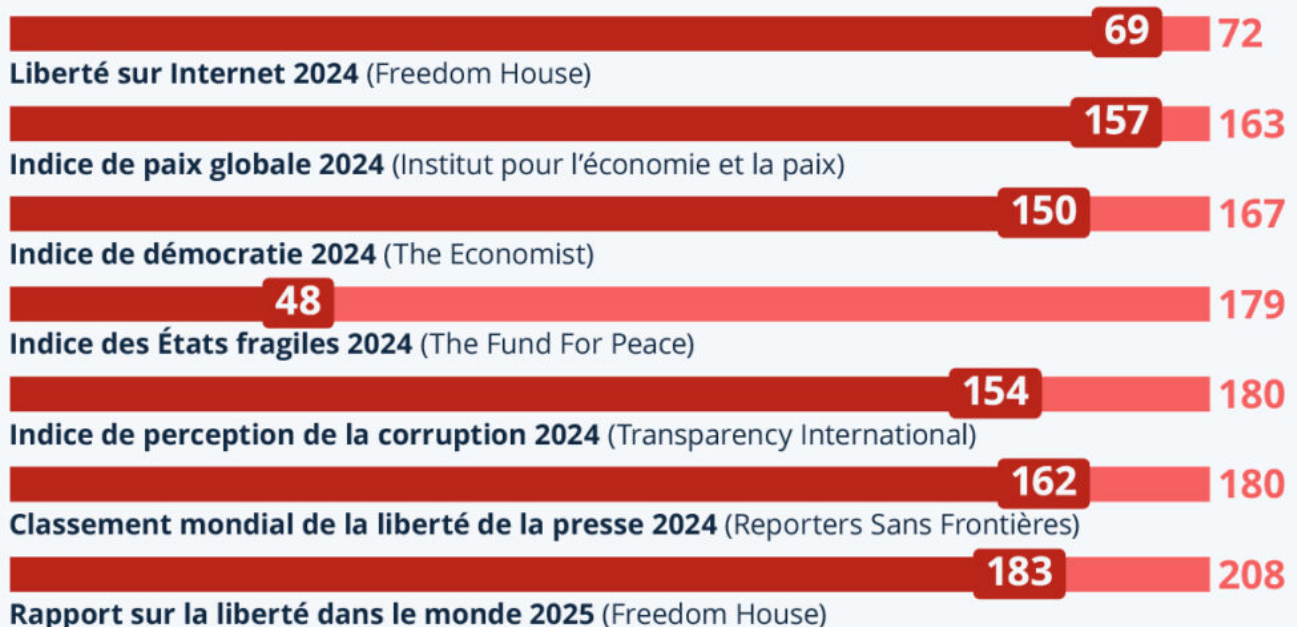 69 72
Liberté sur Internet 2024 (Freedom House)
157 163
Indice de paix globale 2024 (Institut pour l’économie et la paix)
150 167
Indice de démocratie 2024 (The Economist)
48 179
Indice des États fragiles 2024 (The Fund For Peace)
154 180
Indice de perception de la corruption 2024 (Transparency International)
162 180
Classement mondial de la liberté de la presse 2024 (Reporters Sans Frontières)
183 208
Rapport sur la liberté dans le monde 2025 (Freedom House)